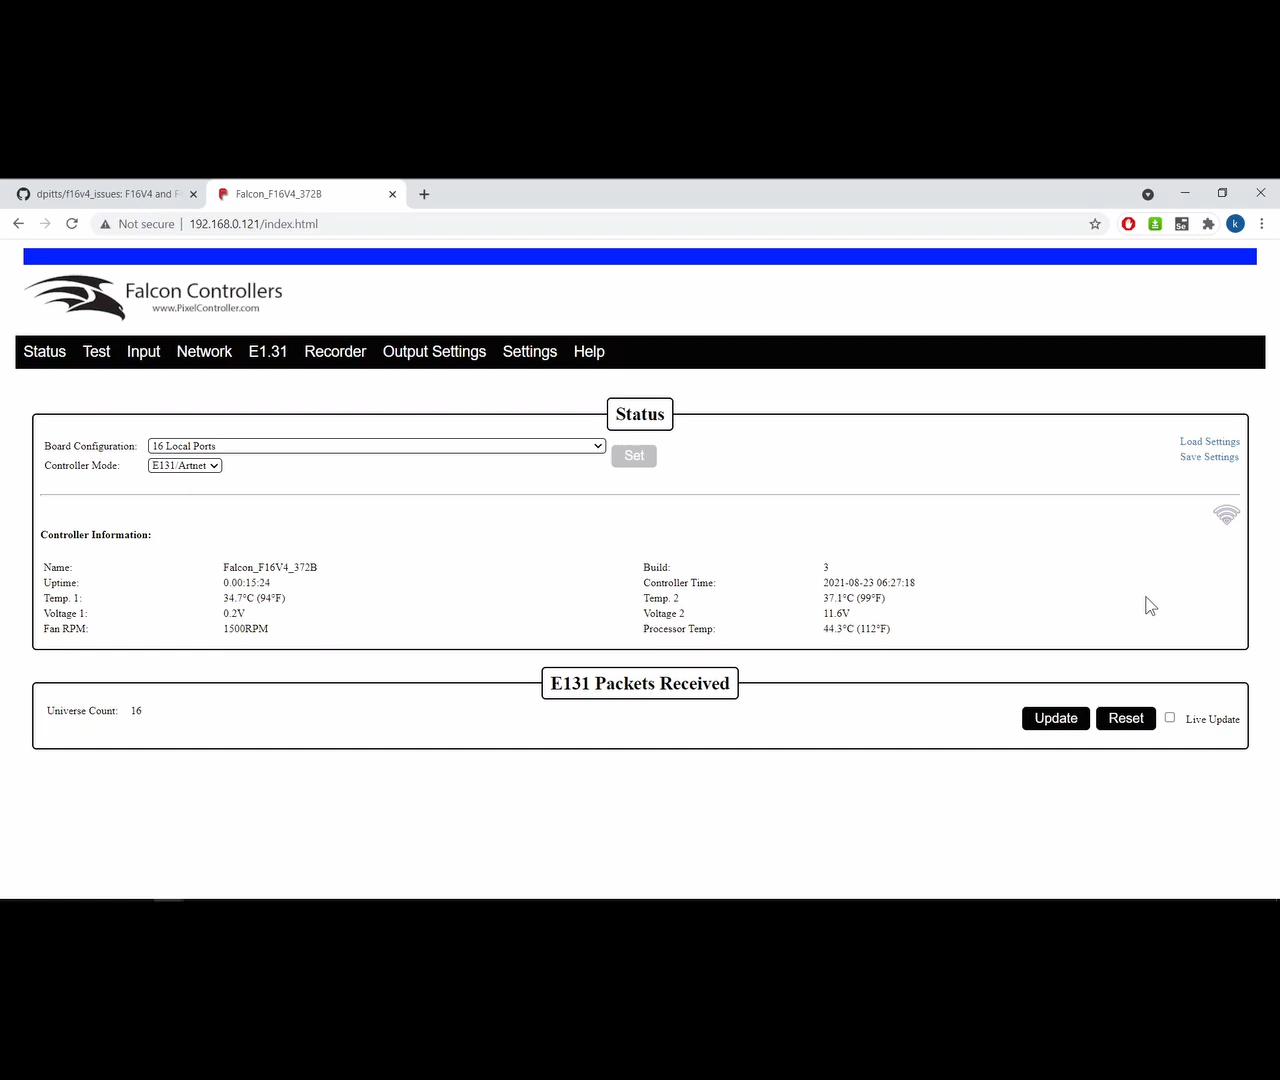 dpitts/f16v4_issues: F16V4 and F
Falcon_F16V4_372B
Not secure | 192.168.0.121/index.html
Se
k
Falcon Controllers
www.PixelController.com
Status Test Input Network E1.31 Recorder Output Settings Settings Help
Status
Board Configuration: 16 Local Ports
Set
Load Settings
Controller Mode: E131/Artnet
Save Settings
Controller Information:
Name: Falcon_F16V4_372B Build: 3
Uptime: 0.00:15:24 Controller Time: 2021-08-23 06:27:18
Temp. 1: 34.7°C (94°F) Temp. 2 37.1°C (99°F)
Voltage 1: 0.2V Voltage 2 11.6V
Fan RPM: 1500RPM Processor Temp: 44.3°C (112°F)
E131 Packets Received
Universe Count: 16
Update Reset Live Update